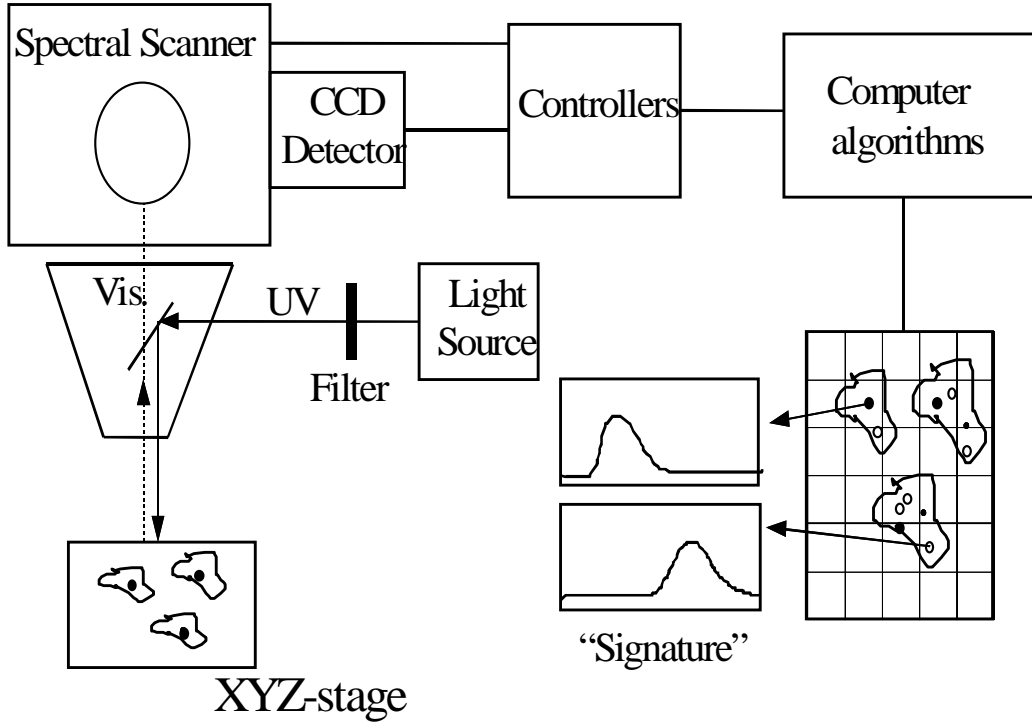 Spectral Scanner
CCD
Detector
Controllers
Computer
algorithms
Vis.
UV
Light
Source
Filter
“Signature”
XYZ-stage